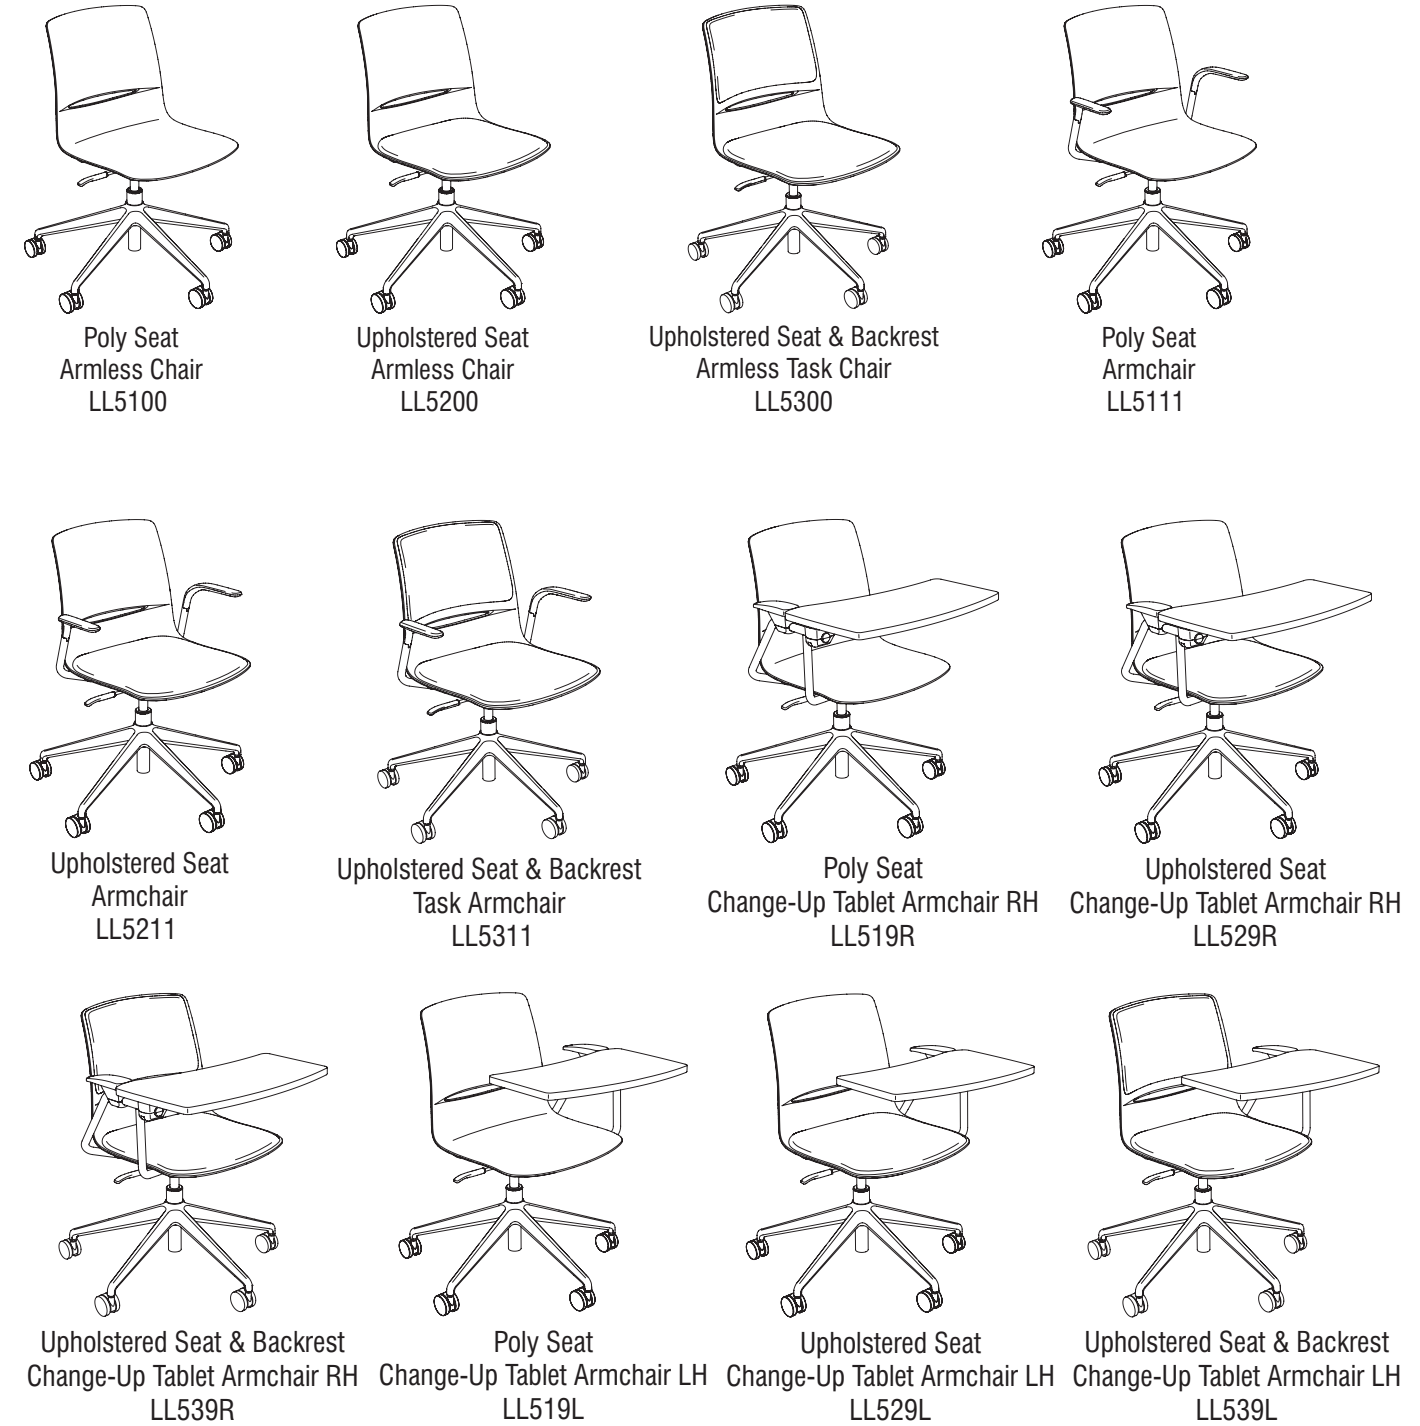 Poly Seat
Armless Chair
LL5100
Upholstered Seat
Armless Chair
LL5200
Upholstered Seat & Backrest
Armless Task Chair
LL5300
Poly Seat
Armchair
LL5111
Upholstered Seat
Armchair
LL5211
Upholstered Seat & Backrest
Task Armchair
LL5311
Poly Seat
Change-Up Tablet Armchair RH
LL519R
Upholstered Seat
Change-Up Tablet Armchair RH
LL529R
Upholstered Seat & Backrest
Change-Up Tablet Armchair RH
LL539R
Poly Seat
Change-Up Tablet Armchair LH
LL519L
Upholstered Seat
Change-Up Tablet Armchair LH
LL529L
Upholstered Seat & Backrest
Change-Up Tablet Armchair LH
LL539L